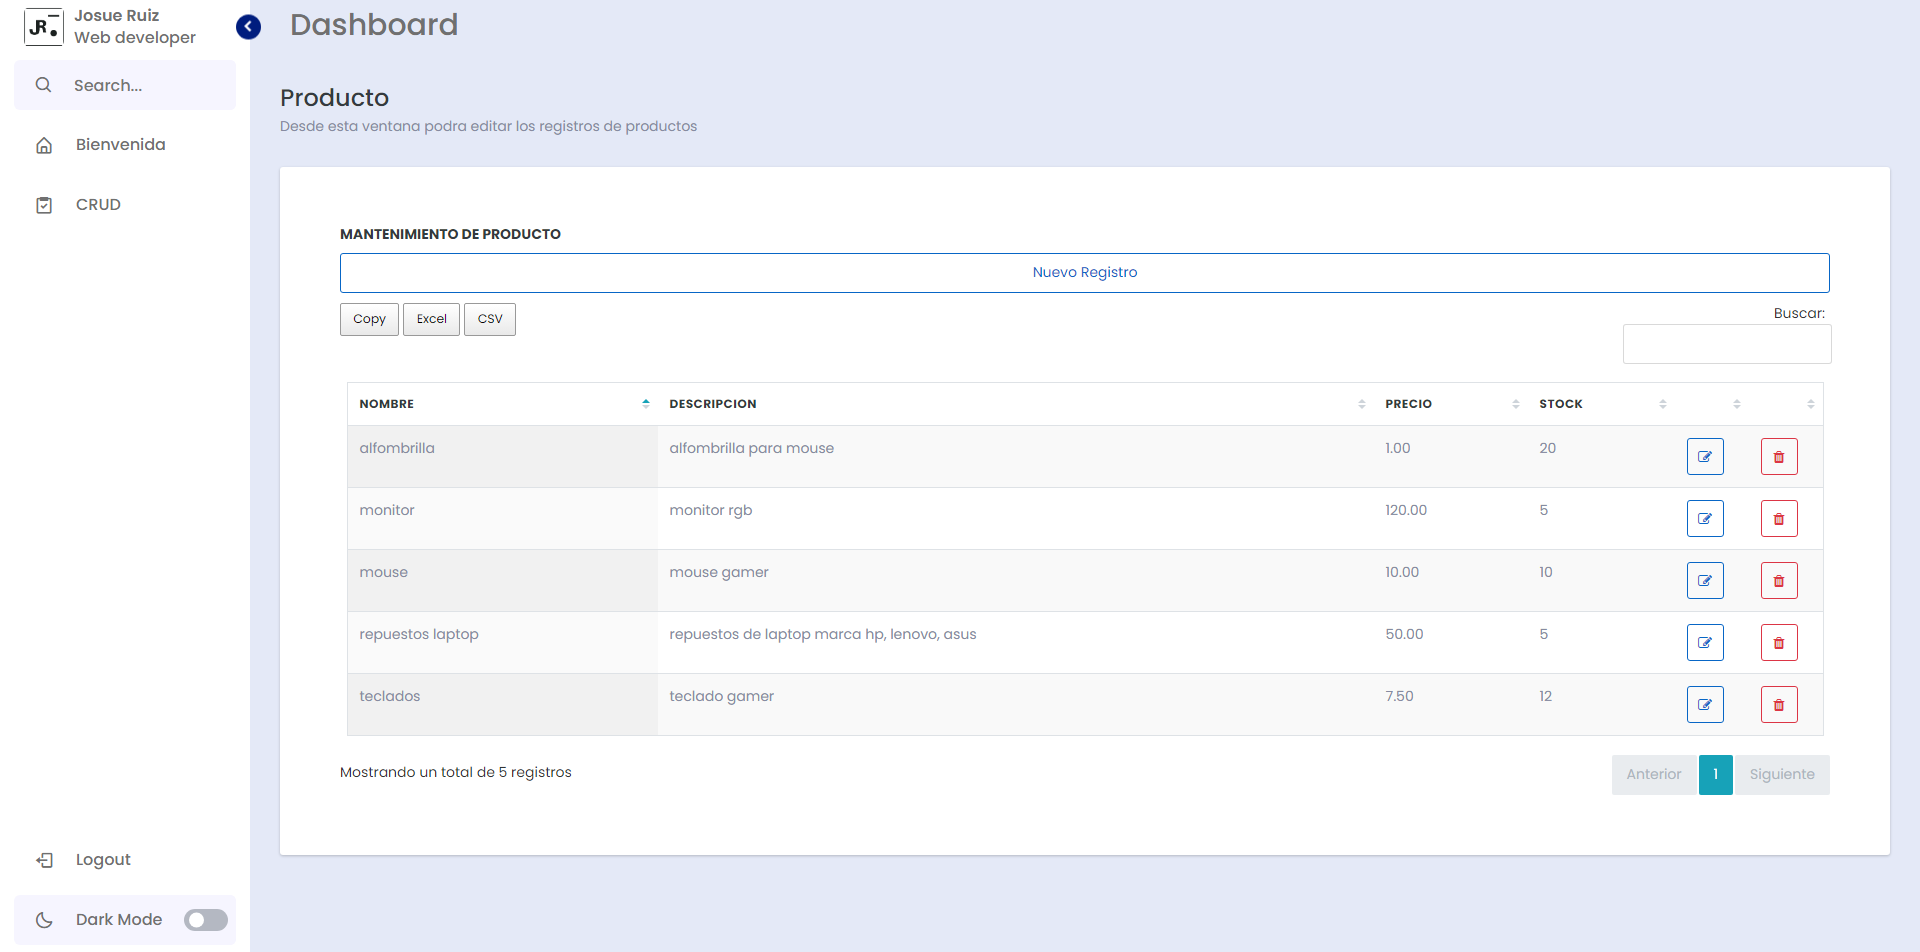 JR
Josue Ruiz
Web developer
Search...
Bienvenida
CRUD
Logout
Dark Mode
Dashboard
Producto
Desde esta ventana podra editar los registros de productos
MANTENIMIENTO DE PRODUCTO
Nuevo Registro
Copy Excel CSV
Buscar:
NOMBRE DESCRIPCION PRECIO STOCK
alfombrilla alfombrilla para mouse 1.00 20
monitor monitor rgb 120.00 5
mouse mouse gamer 10.00 10
repuestos laptop repuestos de laptop marca hp, lenovo, asus 50.00 5
teclados teclado gamer 7.50 12
Mostrando un total de 5 registros
Anterior 1 Siguiente